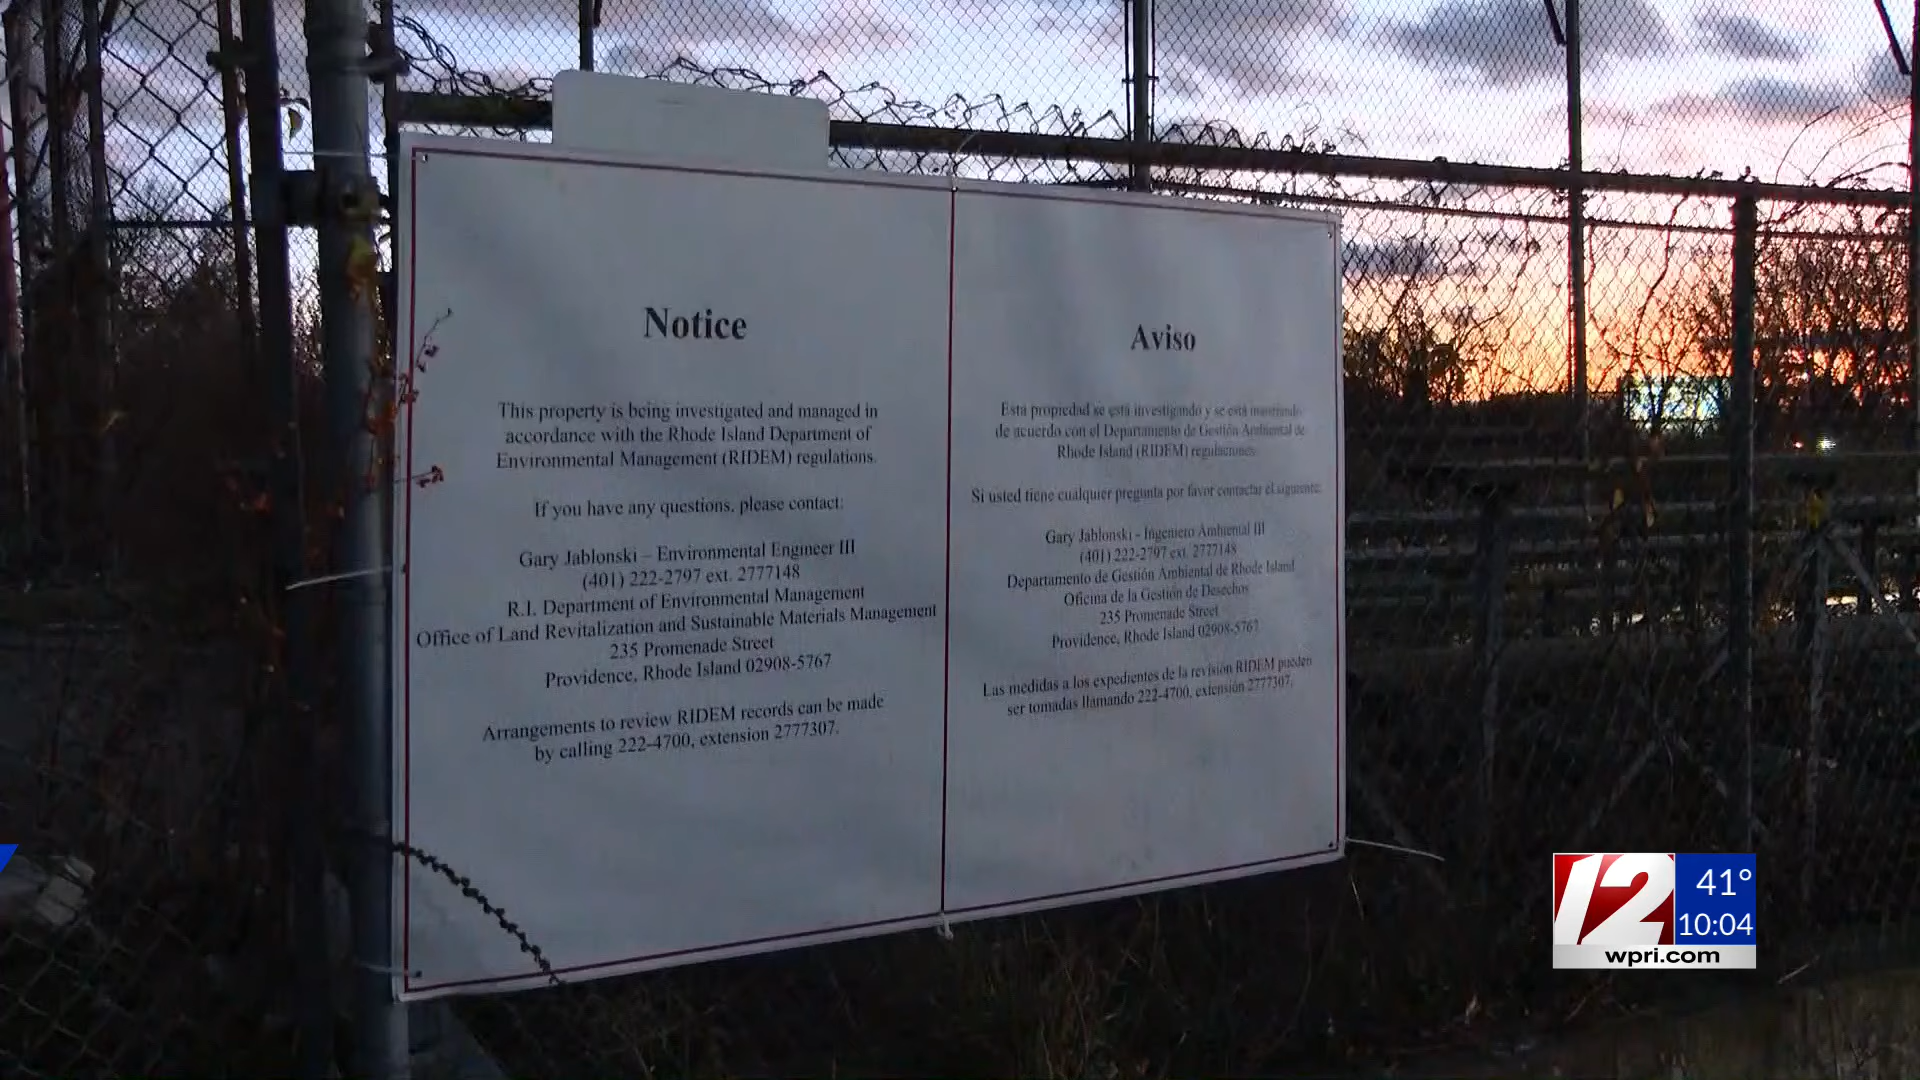 Notice
This property is being investigated and managed in
accordance with the Rhode Island Department of
Environmental Management (RIDEM) regulations.
If you have any questions, please contact:
Gary Jablonski – Environmental Engineer III
(401) 222-2797 ext. 2777148
R.I. Department of Environmental Management
Office of Land Revitalization and Sustainable Materials Management
235 Promenade Street
Providence, Rhode Island 02908-5767
Arrangements to review RIDEM records can be made
by calling 222-4700, extension 2777307.
Aviso
Esta propiedad se está investigando y se está
de acuerdo con el Departamento de Gestión Ambiental de
Rhode Island (RIDEM) regulaciones.
Si usted tiene cualquier pregunta por favor contactar el siguiente:
Gary Jablonski - Ingeniero Ambiental III
(401) 222-2797 ext. 2777148
Departamento de Gestión Ambiental de Rhode Island
Oficina de la Gestión de Desechos
235 Promenade Street
Providence, Rhode Island 02908-5767
Las medidas a los expedientes de la revisión RIDEM pueden
ser tomadas llamando 222-4700, extensión 2777307.
12
41°
10:04
wpri.com